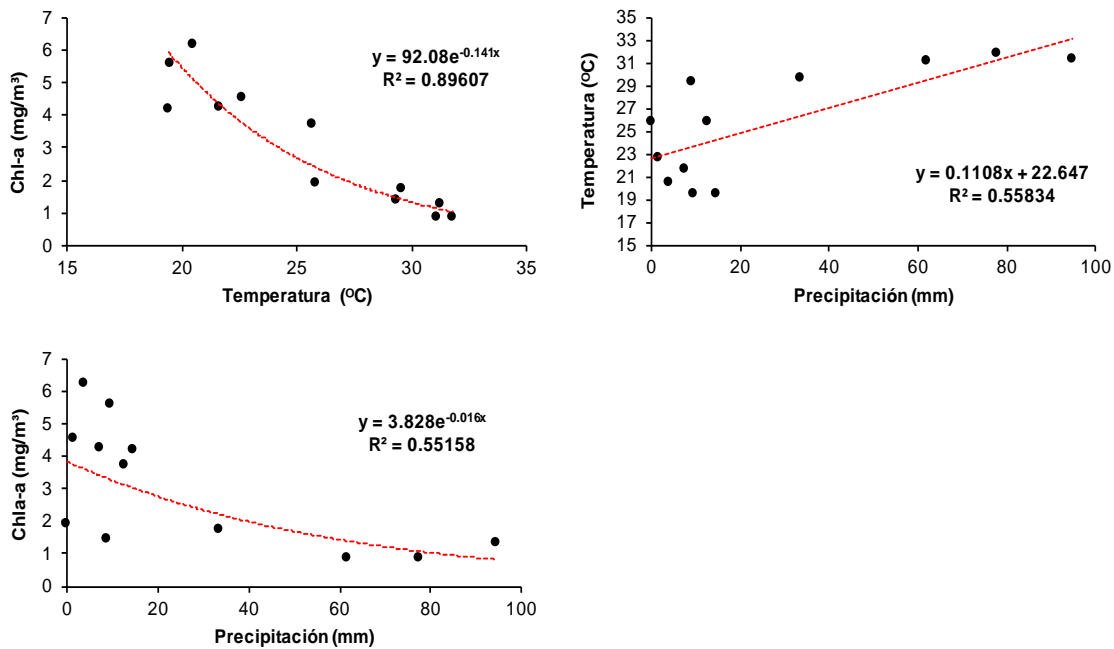 7
6
5
4
3
2
1
0
Chl-a (mg/m³)
y = 92.08e^-0.141x
R² = 0.89607
15 20 25 30 35
Temperatura (ºC)
35
33
31
29
27
25
23
21
19
17
15
Temperatura (ºC)
y = 0.1108x + 22.647
R² = 0.55834
0 20 40 60 80 100
Precipitación (mm)
7
6
5
4
3
2
1
0
Chla-a (mg/m³)
y = 3.828e^-0.016x
R² = 0.55158
0 20 40 60 80 100
Precipitación (mm)